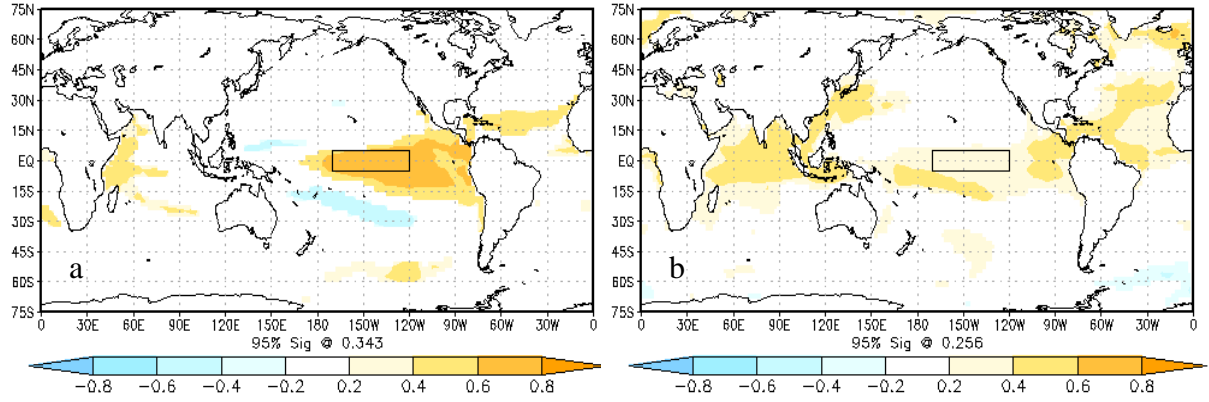 75N 75N
60N 60N
45N 45N
30N 30N
15N 15N
EQ EQ
15S 15S
30S 30S
45S 45S
60S 60S
75S 75S
a b
0 30E 60E 90E 120E 150E 180 150W 120W 90W 60W 30W 0 0 30E 60E 90E 120E 150E 180 150W 120W 90W 60W 30W 0
95% Sig @ 0.343 95% Sig @ 0.256
−0.8 −0.6 −0.4 −0.2 0.2 0.4 0.6 0.8 −0.8 −0.6 −0.4 −0.2 0.2 0.4 0.6 0.8